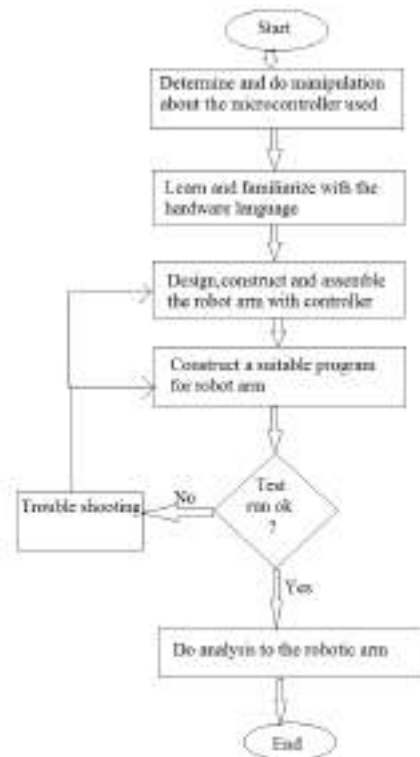 Start
Determine and do manipulation
about the microcontroller used
Learn and familiarize with the
hardware language
Design,construct and assemble
the robot arm with controller
Construct a suitable program
for robot arm
Test
run ok
?
No
Trouble shooting
Yes
Do analysis to the robotic arm
End